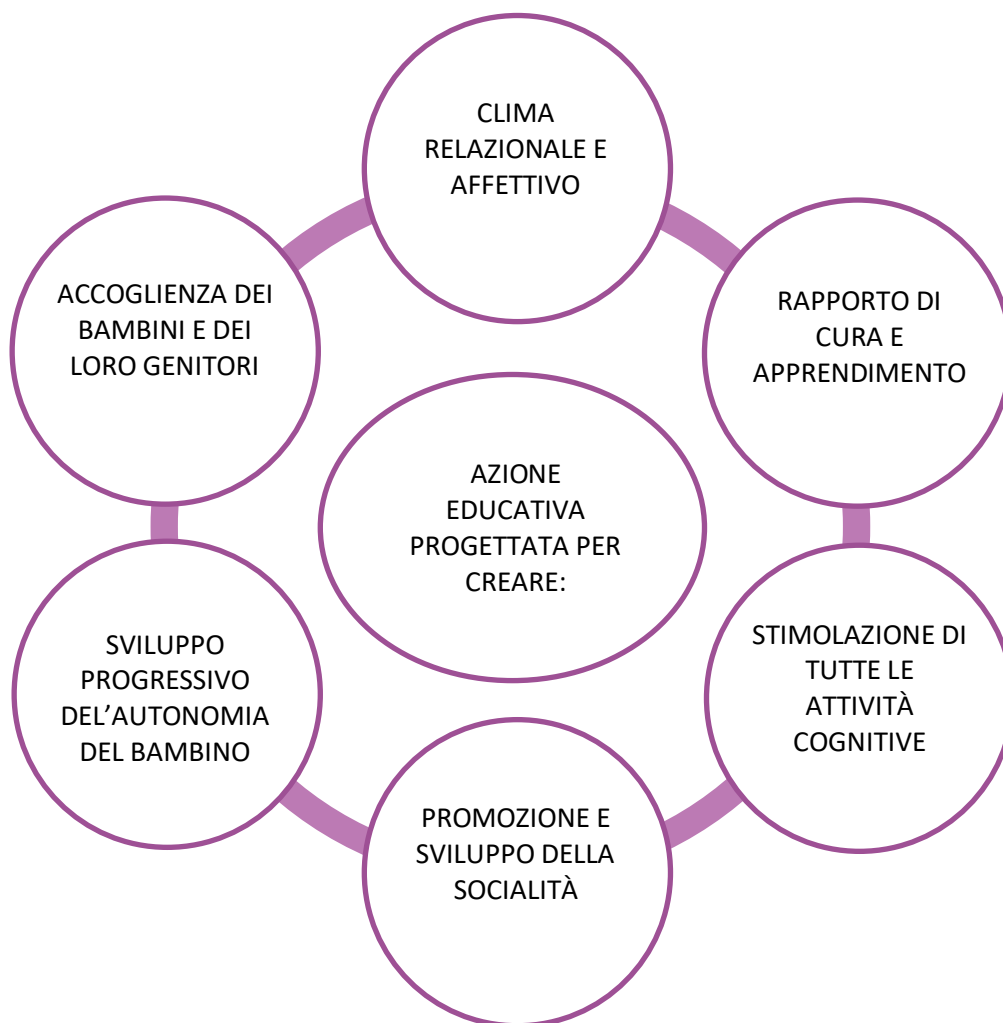 CLIMA
RELAZIONALE E
AFFETTIVO
RAPPORTO DI
CURA E
APPRENDIMENTO
STIMOLAZIONE DI
TUTTE LE
ATTIVITÀ
COGNITIVE
PROMOZIONE E
SVILUPPO DELLA
SOCIALITÀ
SVILUPPO
PROGRESSIVO
DEL’AUTONOMIA
DEL BAMBINO
ACCOGLIENZA DEI
BAMBINI E DEI
LORO GENITORI
AZIONE
EDUCATIVA
PROGETTATA PER
CREARE: